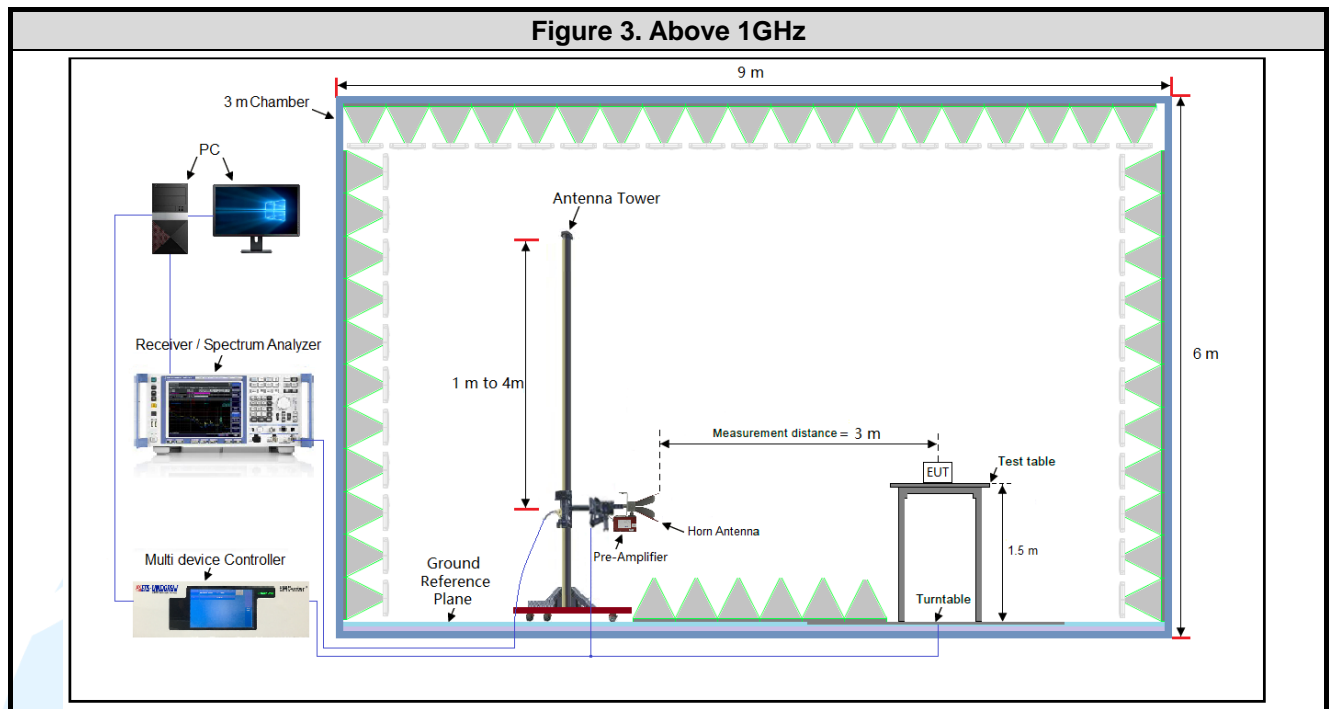 Figure 3. Above 1GHz
9 m
3 m Chamber
PC
Antenna Tower
Receiver / Spectrum Analyzer
6 m
1 m to 4m
Measurement distance = 3 m
EUT
Test table
Horn Antenna
Pre-Amplifier
1.5 m
Multi device Controller
Ground
Reference
Plane
Turntable